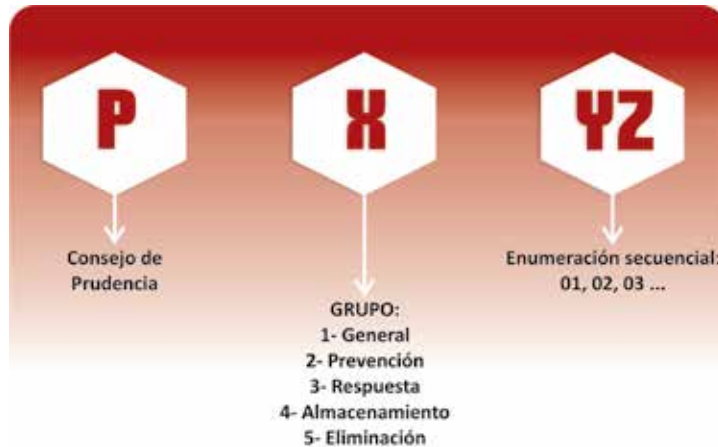 P
X
YZ
Consejo de
Prudencia
GRUPO:
1- General
2- Prevención
3- Respuesta
4- Almacenamiento
5- Eliminación
Enumeración secuencial:
01, 02, 03 ...